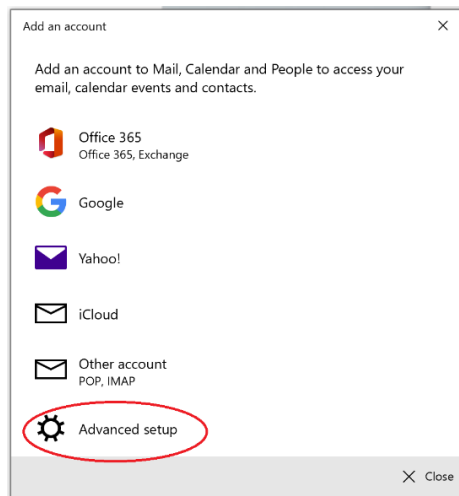 Add an account
Add an account to Mail, Calendar and People to access your
email, calendar events and contacts.
Office 365
Office 365, Exchange
Google
Yahoo!
iCloud
Other account
POP, IMAP
Advanced setup
Close